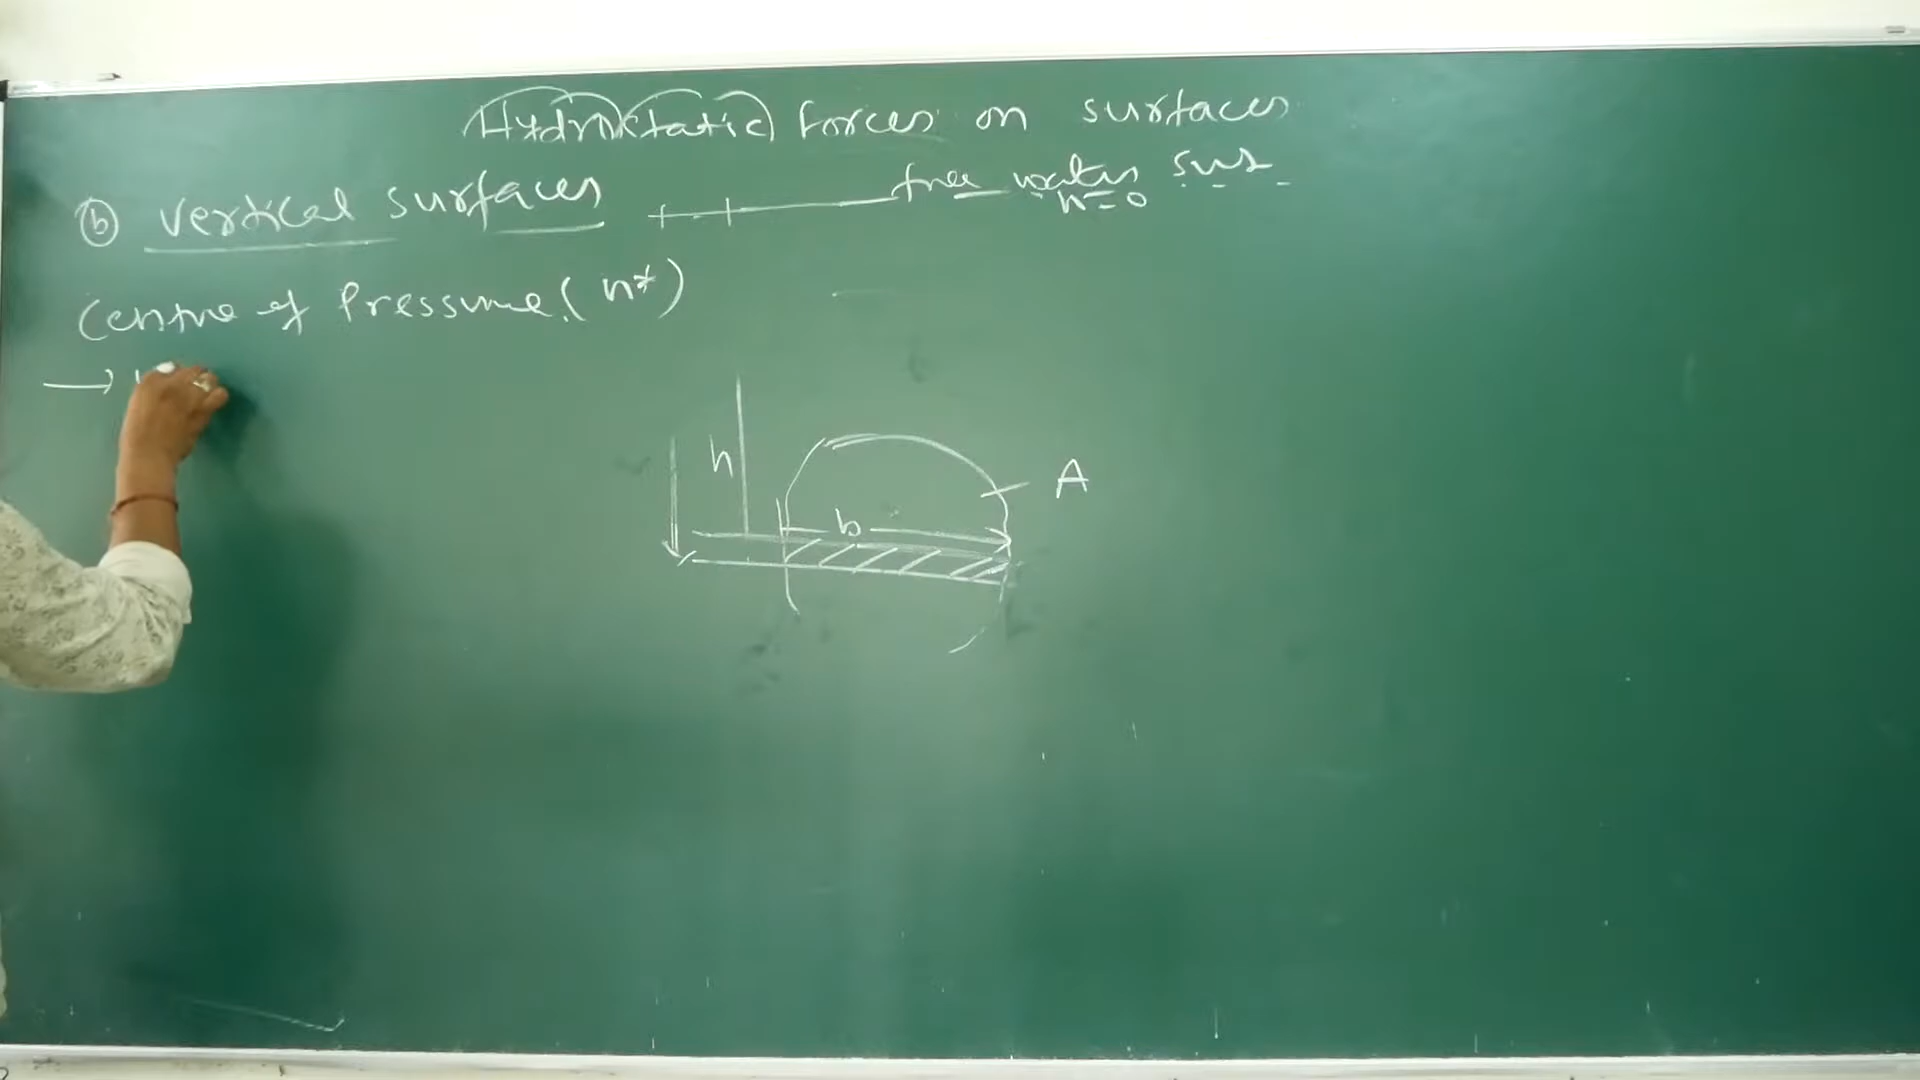 Hydrostatic forces on surfaces
(b) vertical surfaces
free water sur
h=0
Centre of Pressure (h*)
→
h
A
b